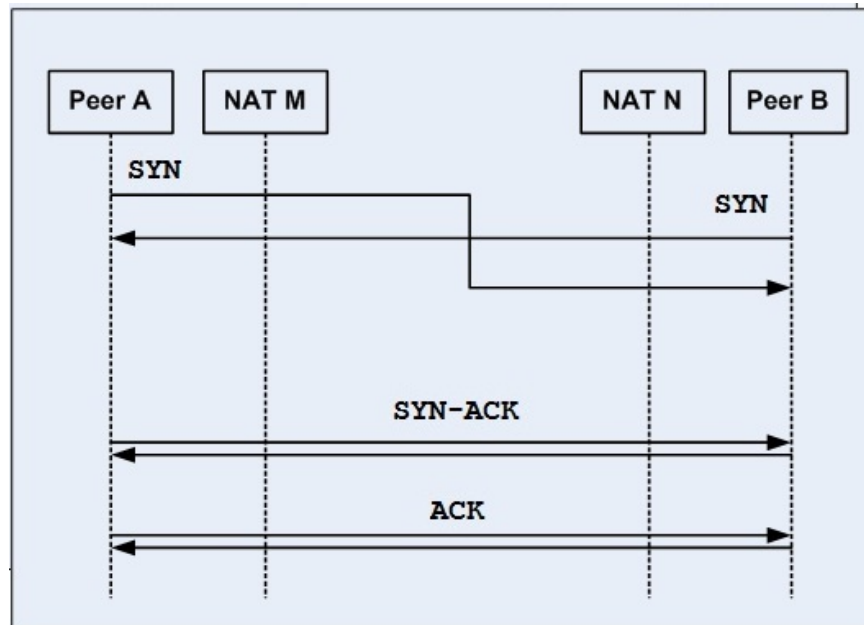 Peer A
NAT M
NAT N
Peer B
SYN
SYN
SYN-ACK
ACK